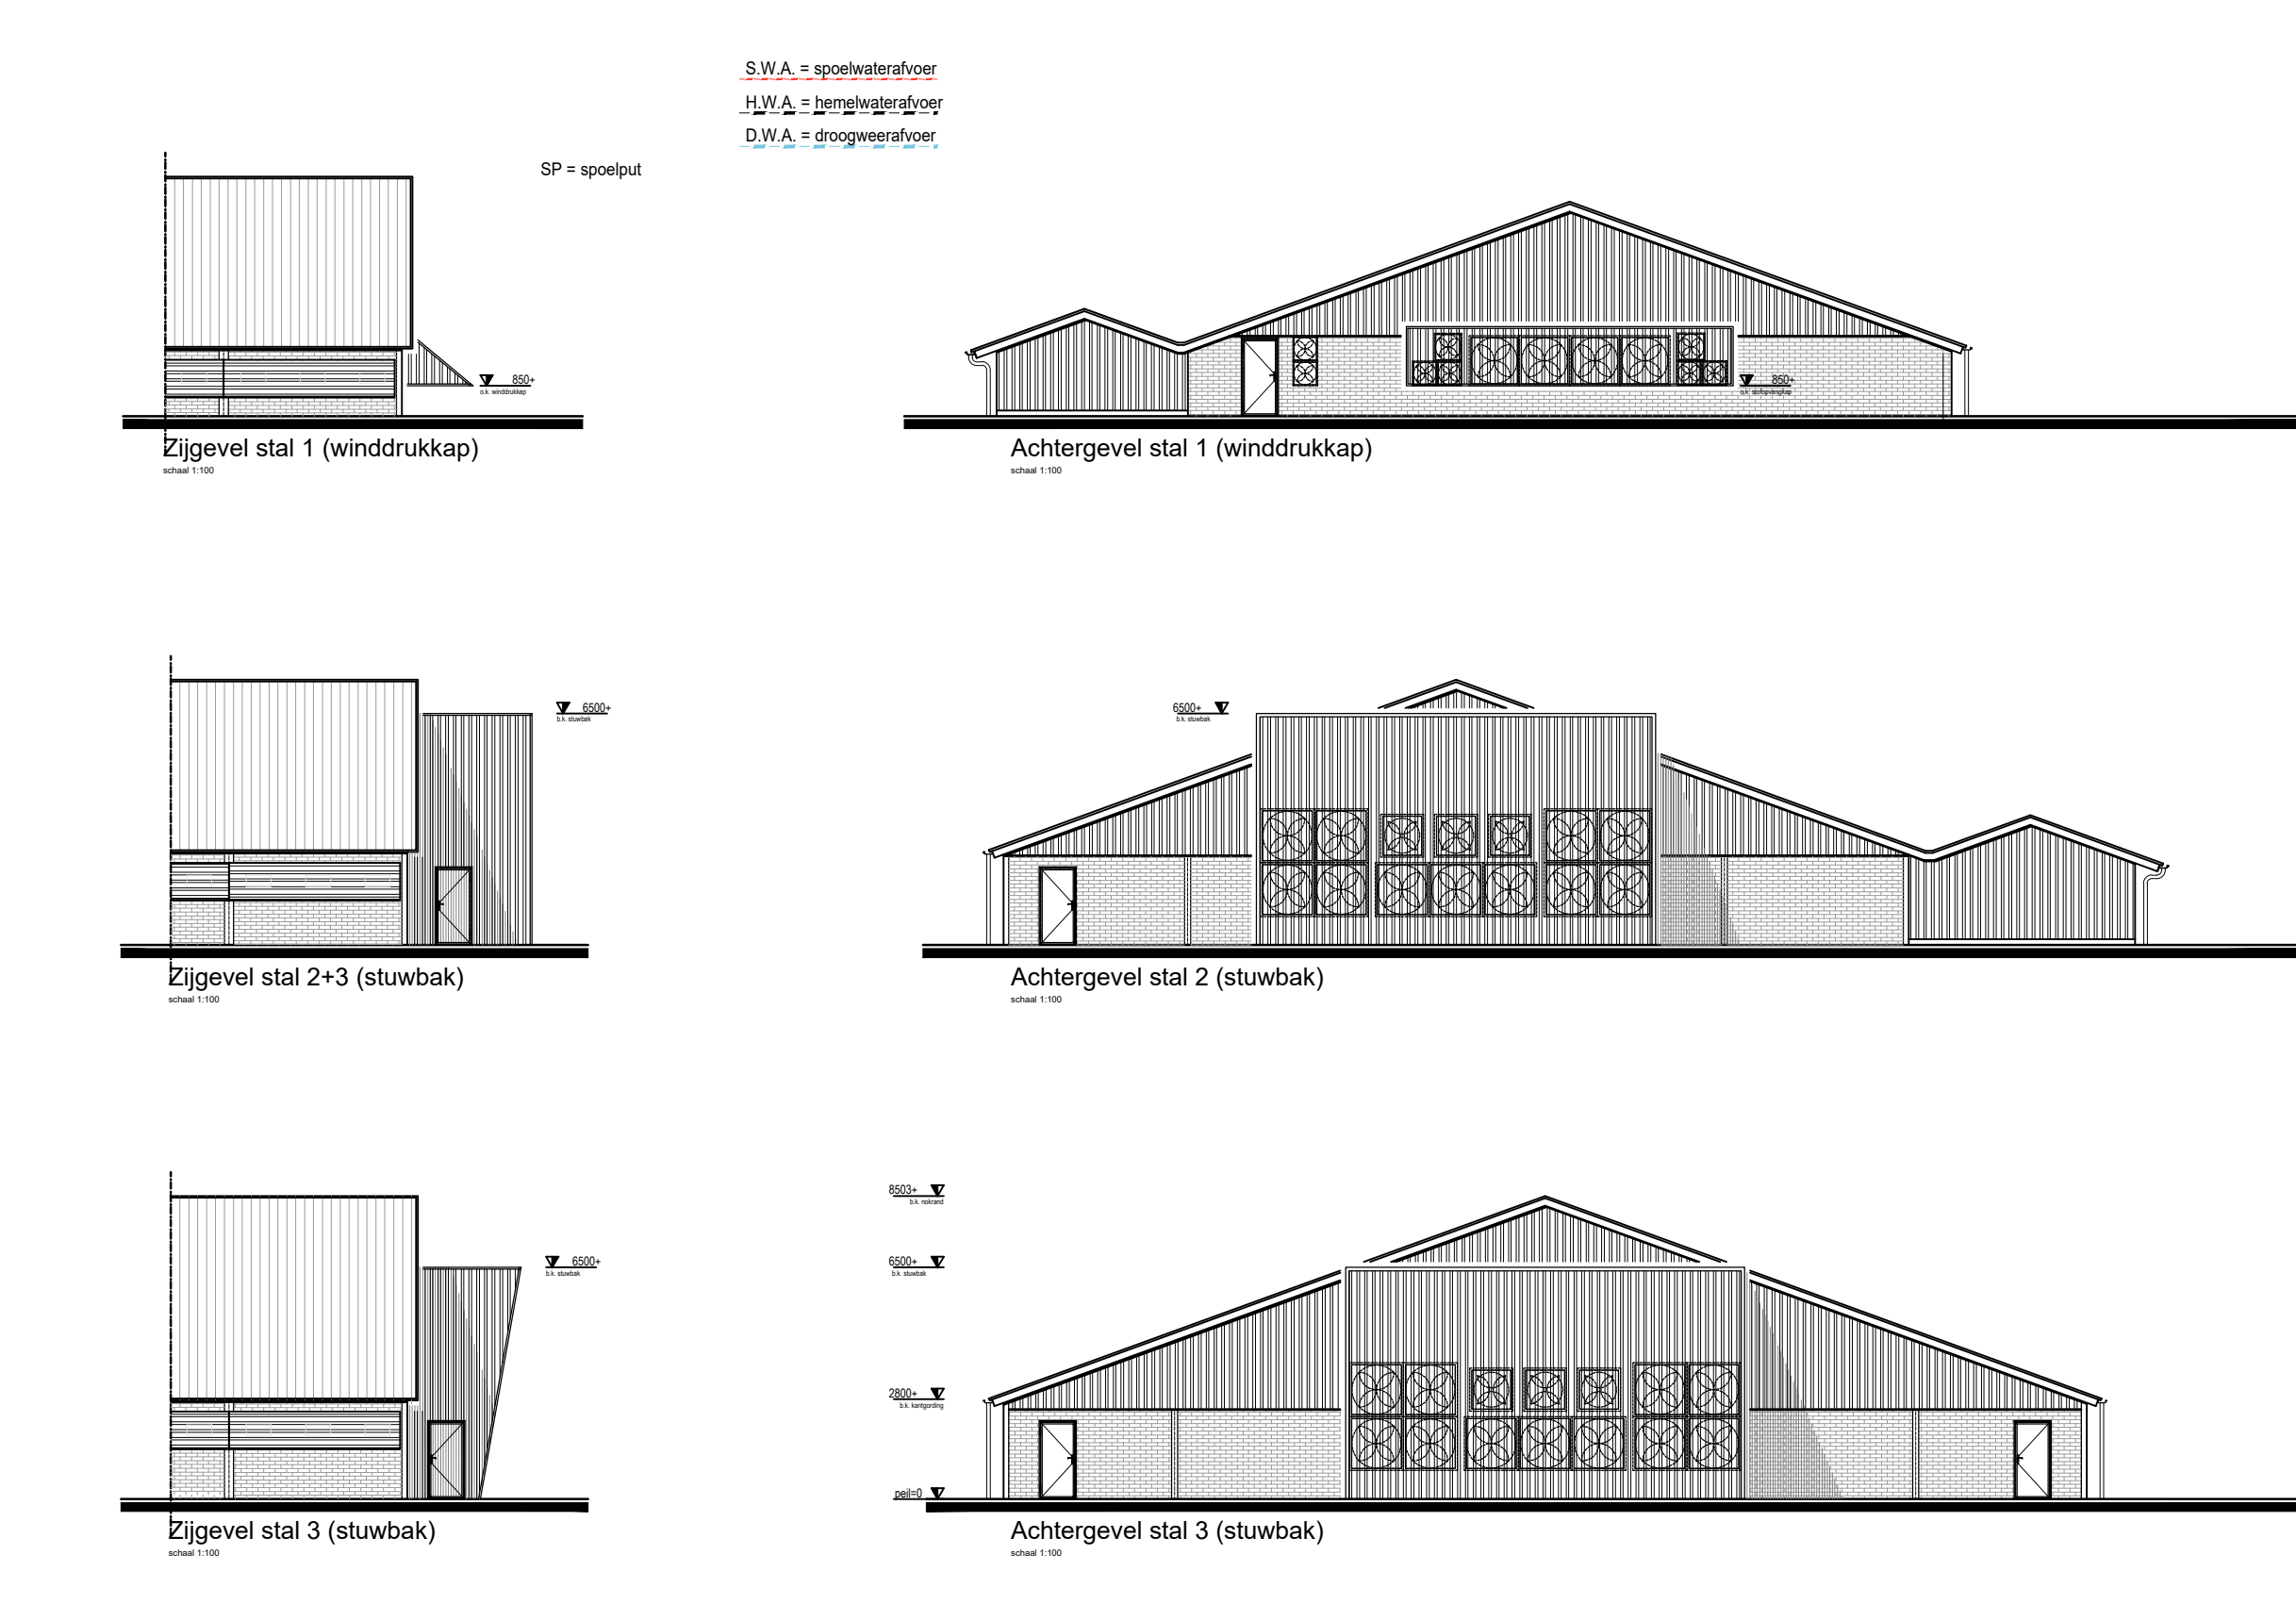 S.W.A. = spoelwaterafvoer
H.W.A. = hemelwaterafvoer
D.W.A. = droogweerafvoer
SP = spoelput
850+
o.k. winddrukkap
850+
o.k. stofopvangkap
Zijgevel stal 1 (winddrukkap)
schaal 1:100
Achtergevel stal 1 (winddrukkap)
schaal 1:100
6500+
b.k. stuwbak
6500+
b.k. stuwbak
Zijgevel stal 2+3 (stuwbak)
schaal 1:100
Achtergevel stal 2 (stuwbak)
schaal 1:100
8503+
b.k. nokrand
6500+
b.k. stuwbak
6500+
b.k. stuwbak
2800+
b.k. kantgording
peil=0
Zijgevel stal 3 (stuwbak)
schaal 1:100
Achtergevel stal 3 (stuwbak)
schaal 1:100